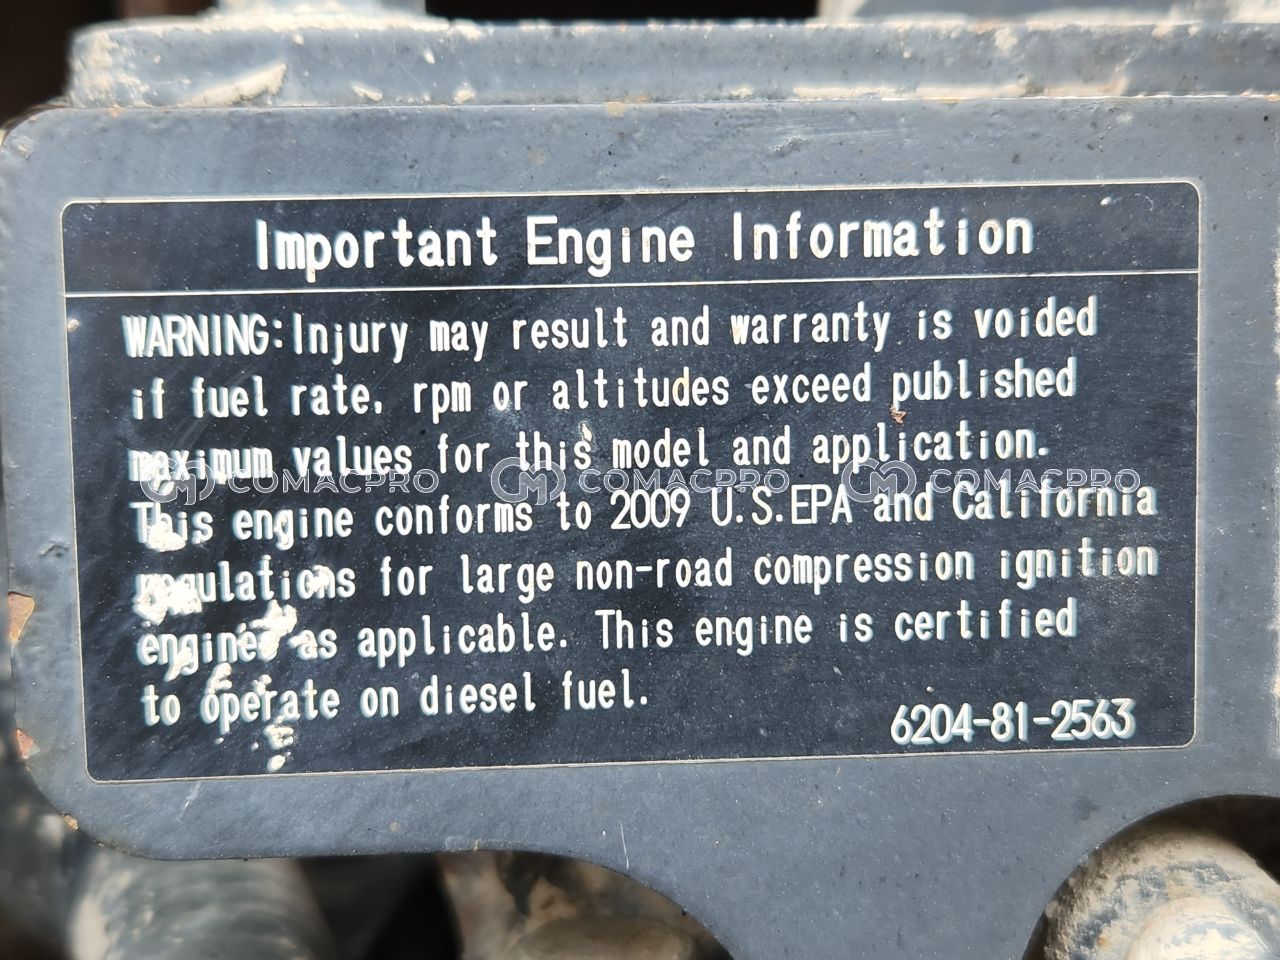 Important Engine Information
WARNING:Injury may result and warranty is voided
if fuel rate, rpm or altitudes exceed published
maximum values for this model and application.
COMACPRO COMACPRO COMACPRO
This engine conforms to 2009 U.S.EPA and California
regulations for large non-road compression ignition
engines as applicable. This engine is certified
to operate on diesel fuel.
6204-81-2563